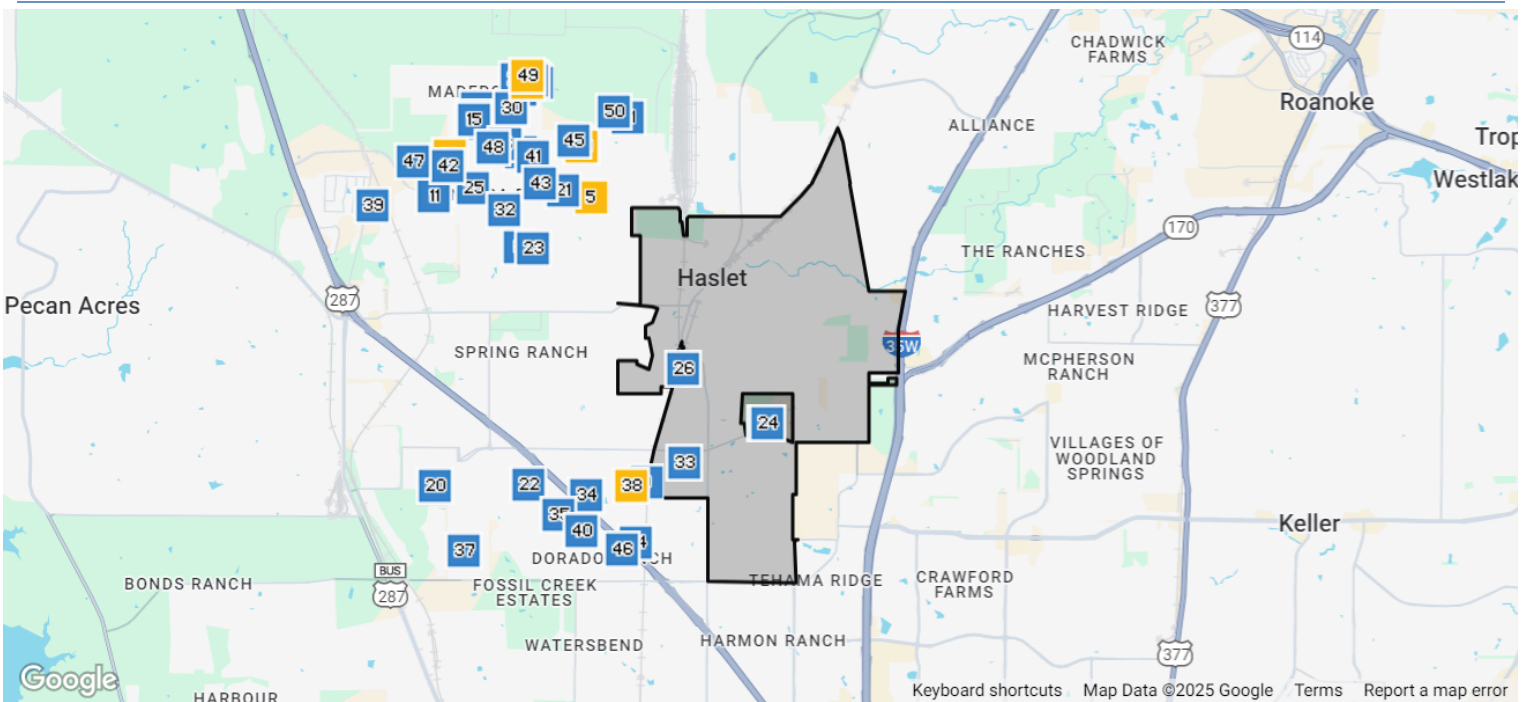 114
CHADWICK
FARMS
Roanoke
ALLIANCE
Westlak
170
THE RANCHES
377
HARVEST RIDGE
MCPHERSON
RANCH
35W
Haslet
Pecan Acres
287
SPRING RANCH
49
30
15
50
45
48
41
47
42
43
21
25
11
5
39
32
23
26
24
33
38
20
22
34
35
40
46
37
VILLAGES OF
WOODLAND
SPRINGS
Keller
BONDS RANCH
BUS
287
FOSSIL CREEK
ESTATES
TEHAMA RIDGE
CRAWFORD
FARMS
WATERSBEND
HARMON RANCH
377
Google
HARBOUR
Keyboard shortcuts
Map Data ©2025 Google
Terms
Report a map error